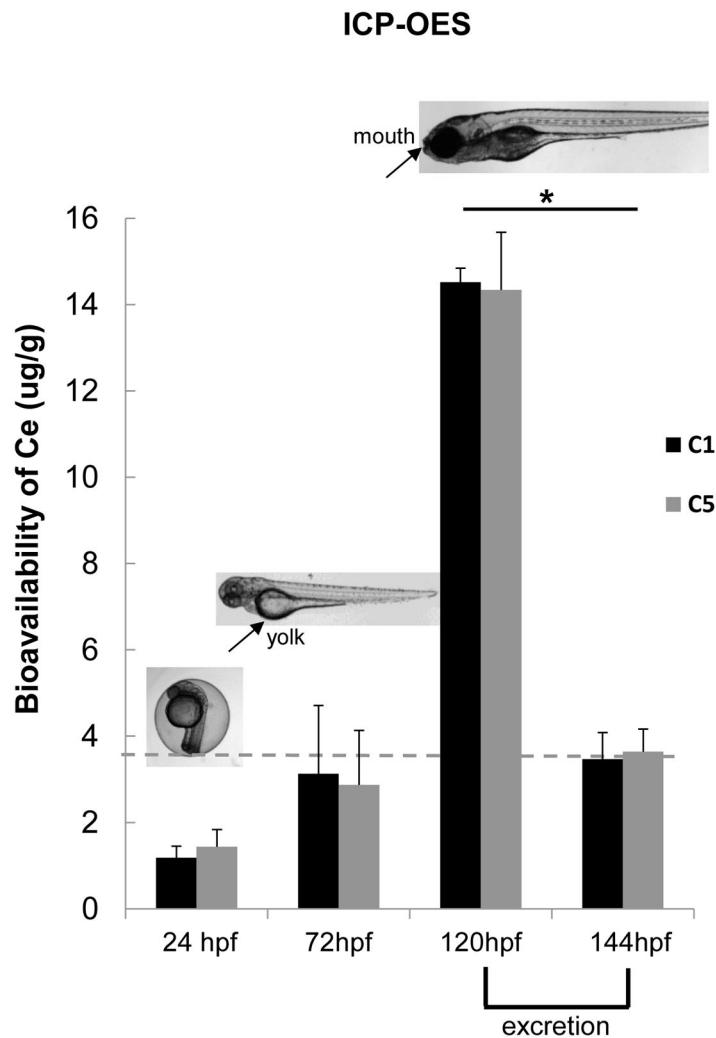 ICP-OES
mouth
*
16
14
12
10
8
6
4
2
0
Bioavailability of Ce (ug/g)
yolk
C1
C5
24 hpf
72hpf
120hpf
144hpf
excretion